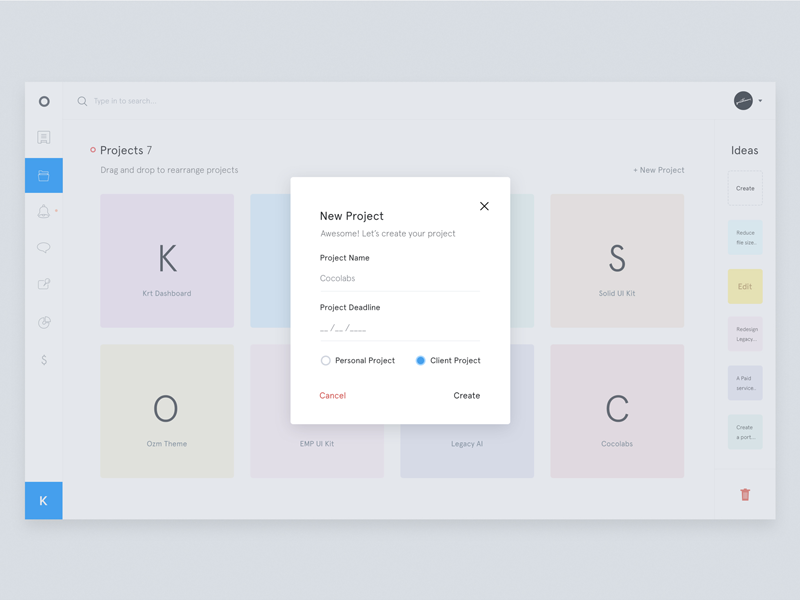 Type in to search...
Projects 7
Drag and drop to rearrange projects
+ New Project
K
Krt Dashboard
S
Solid UI Kit
O
Ozm Theme
EMP UI Kit
Legacy AI
C
Cocolabs
New Project
Awesome! Let's create your project
Project Name
Cocolabs
Project Deadline
__ /__ /____
Personal Project
Client Project
Cancel
Create
Ideas
Create
Reduce
file size..
Edit
Redesign
Legacy...
A Paid
service..
Create
a port...
$
K